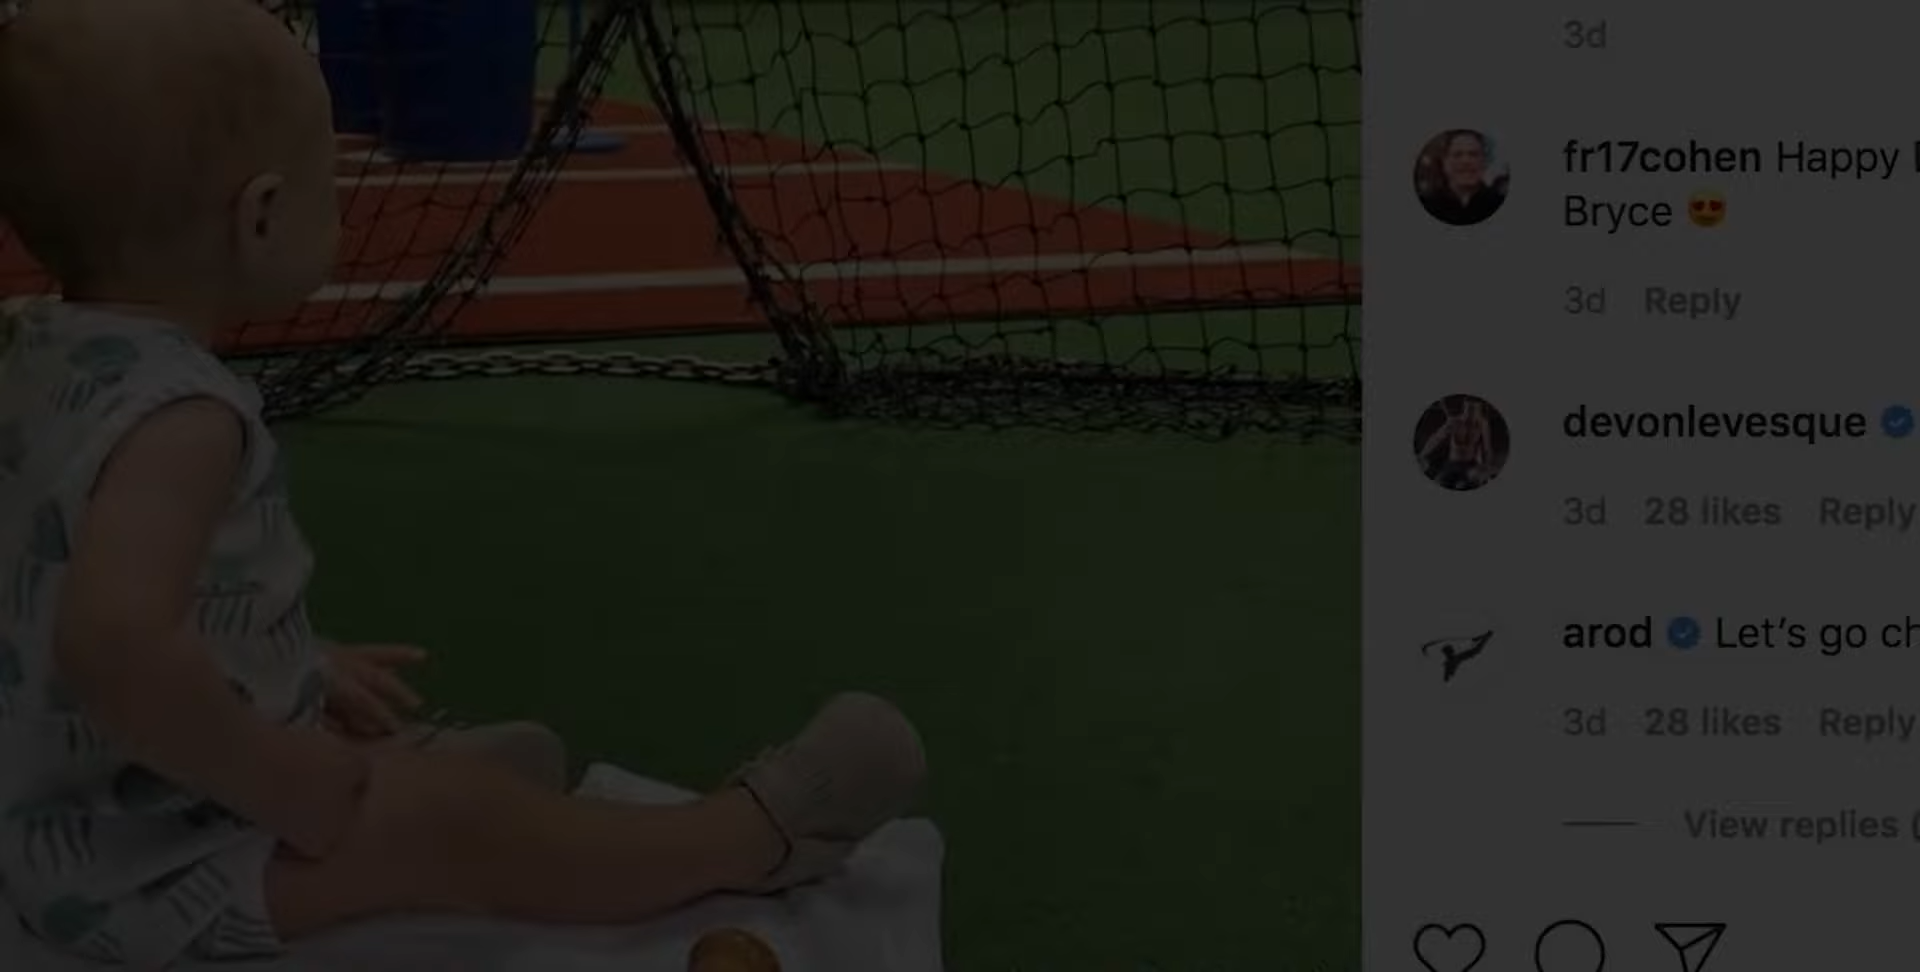 3d
fr17cohen Happy
Bryce 😍
3d Reply
devonlevesque
3d 28 likes Reply
arod Let's go
3d 28 likes Reply
View replies (